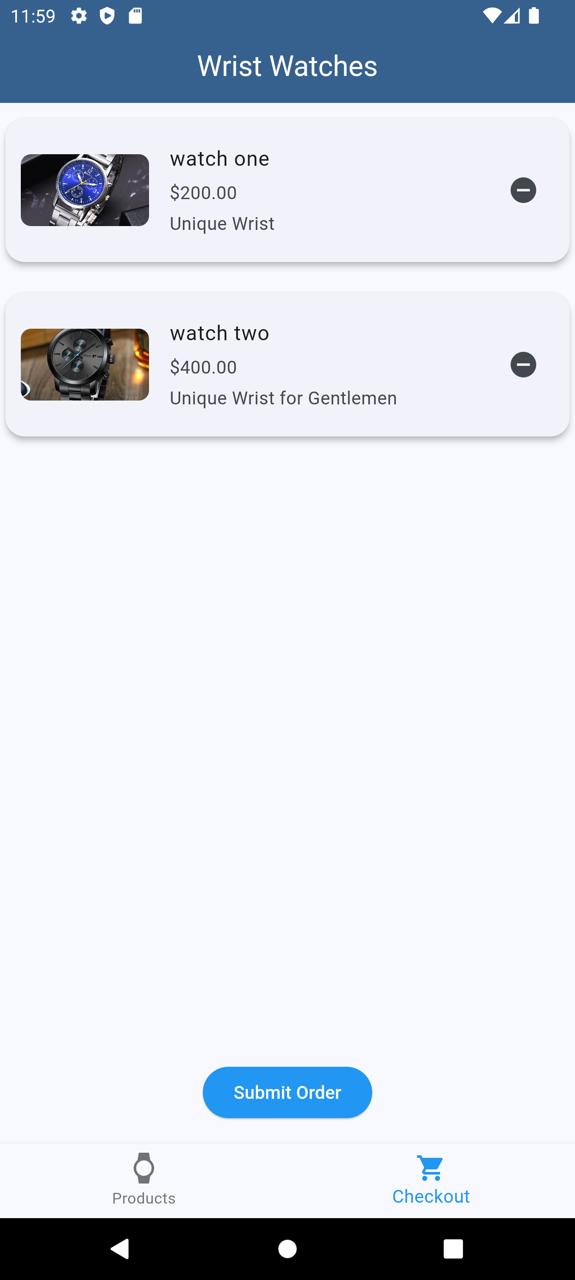 11:59
Wrist Watches
watch one
$200.00
Unique Wrist
watch two
$400.00
Unique Wrist for Gentlemen
Submit Order
Products
Checkout